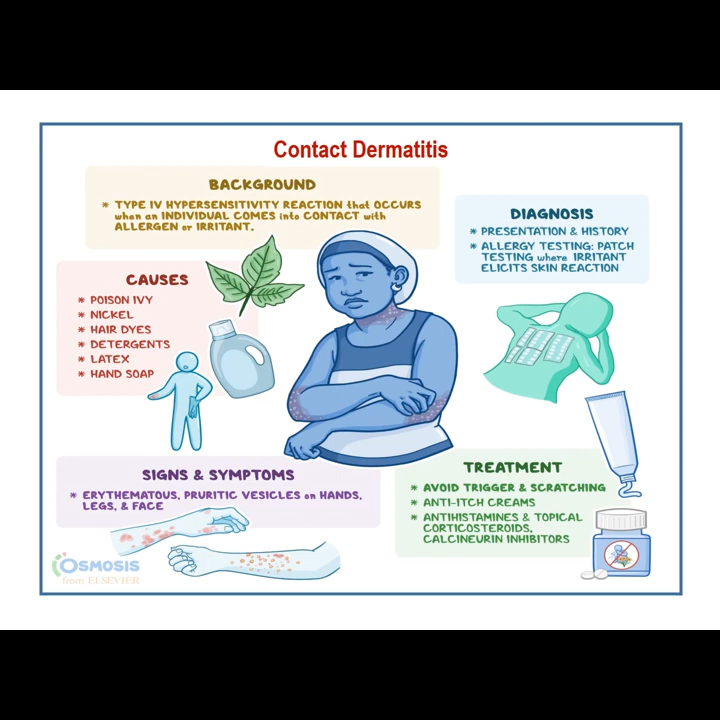 Contact Dermatitis
BACKGROUND
* TYPE IV HYPERSENSITIVITY REACTION that OCCURS
when an INDIVIDUAL COMES into CONTACT with
ALLERGEN or IRRITANT.
DIAGNOSIS
* PRESENTATION & HISTORY
* ALLERGY TESTING: PATCH
TESTING where IRRITANT
ELICITS SKIN REACTION
CAUSES
* POISON IVY
* NICKEL
* HAIR DYES
* DETERGENTS
* LATEX
* HAND SOAP
SIGNS & SYMPTOMS
* ERYTHEMATOUS, PRURITIC VESICLES on HANDS,
LEGS, & FACE
TREATMENT
* AVOID TRIGGER & SCRATCHING
* ANTI-ITCH CREAMS
* ANTIHISTAMINES & TOPICAL
CORTICOSTEROIDS,
CALCINEURIN INHIBITORS
OSMOSIS
from ELSEVIER